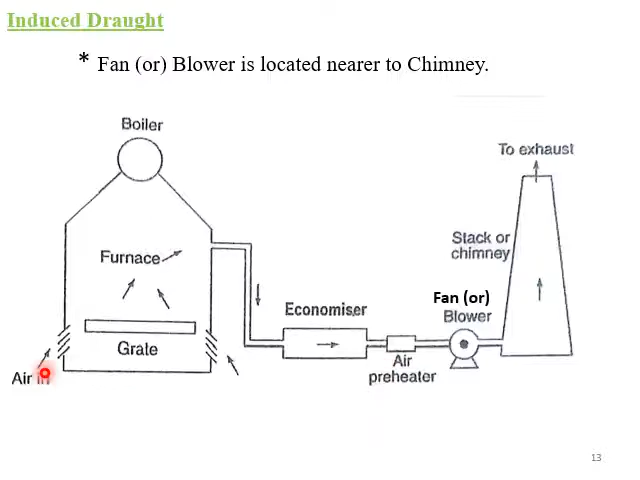 Induced Draught
* Fan (or) Blower is located nearer to Chimney.
Boiler
To exhaust
Stack or
chimney
Furnace
Fan (or)
Blower
Economiser
Grate
Air
preheater
Air in
13